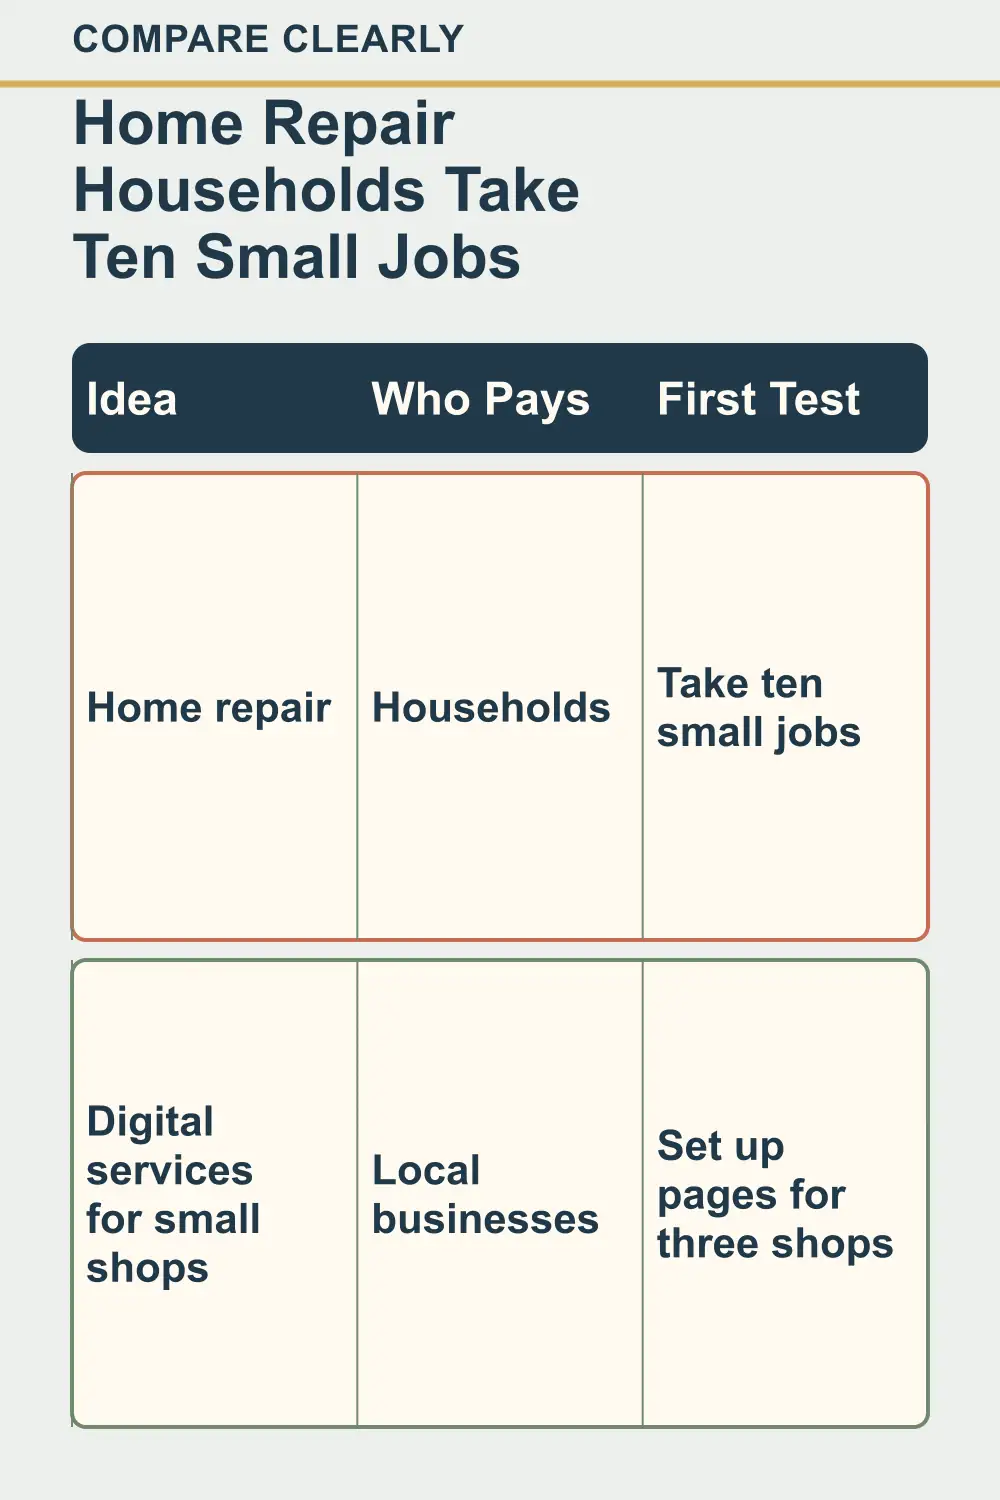 COMPARE CLEARLY
Home Repair
Households Take
Ten Small Jobs
Idea
Who Pays
First Test
Home repair
Households
Take ten
small jobs
Digital
services
for small
shops
Local
businesses
Set up
pages for
three shops